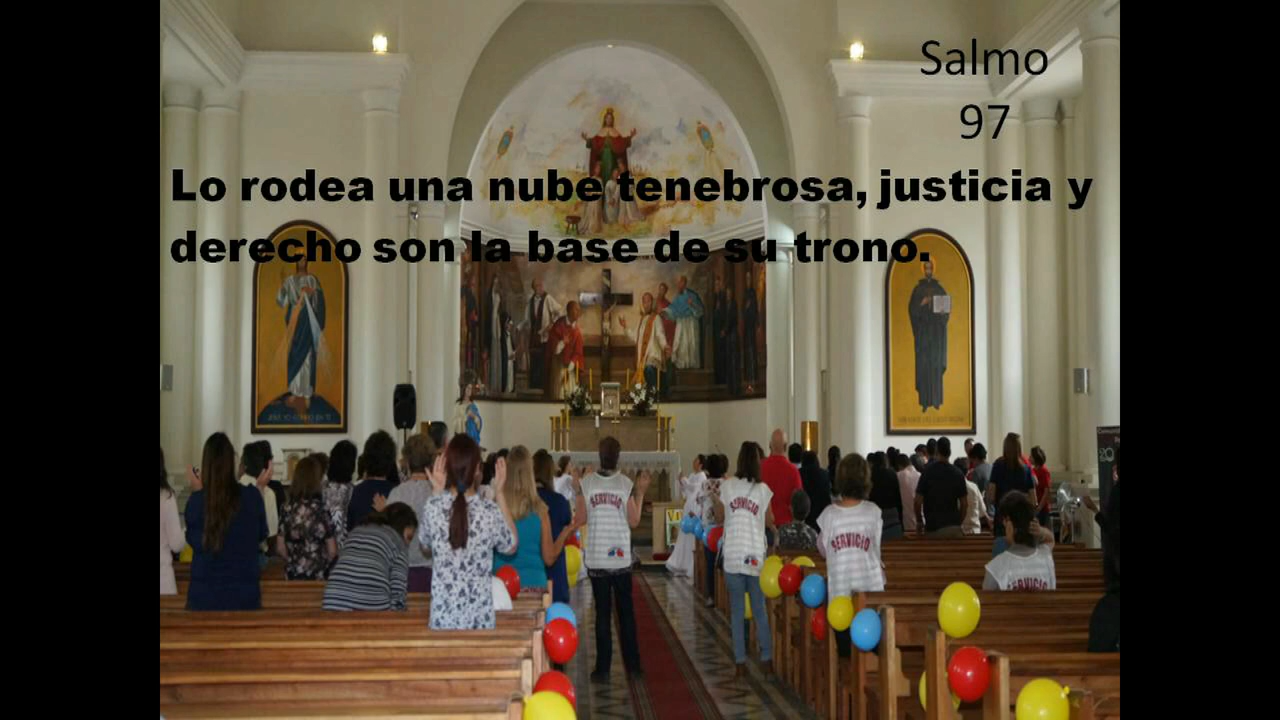 Salmo
97
Lo rodea una nube tenebrosa, justicia y
derecho son la base de su trono.
SERVICIO
SERVICIO
SERVICIO
SERVICIO